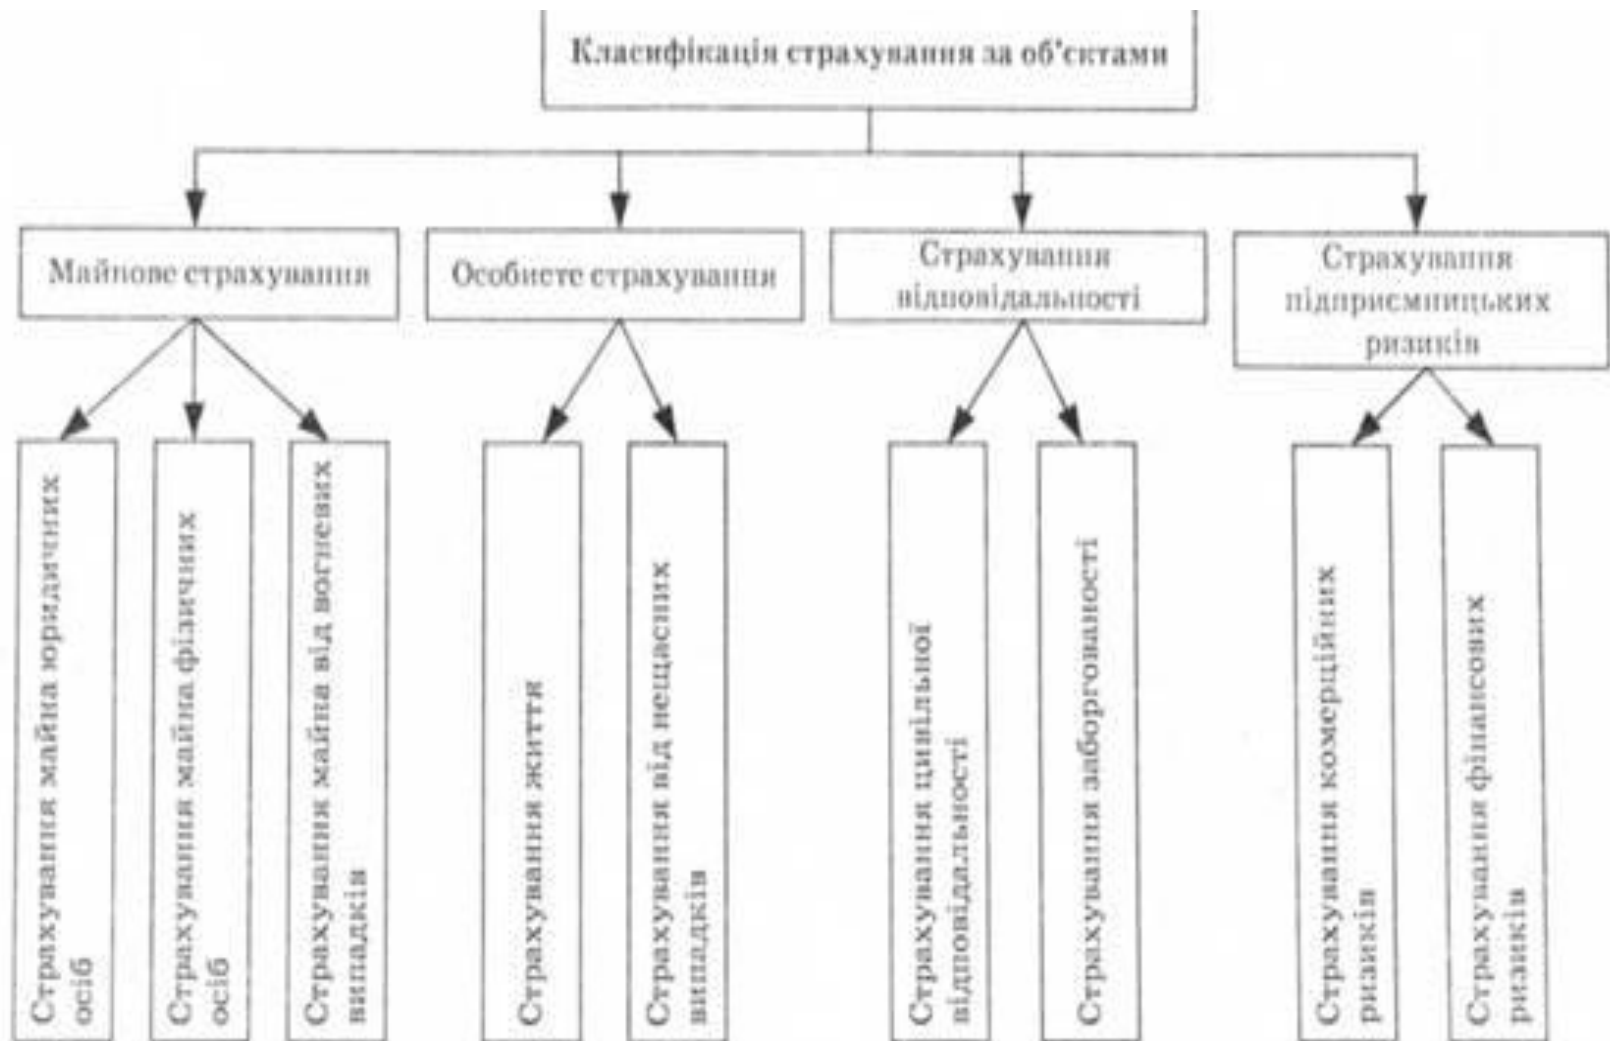 Класифікація страхування за об'єктами
Майнове страхування
Особисте страхування
Страхування
відповідальності
Страхування
підприємницьких
ризиків
Страхування майна юридичних
осіб
Страхування майна фізичних
осіб
Страхування майна від вогневих
випадків
Страхування життя
Страхування від нещасних
випадків
Страхування цивільної
відповідальності
Страхування заборгованості
Страхування комерційних
ризиків
Страхування фінансових
ризиків